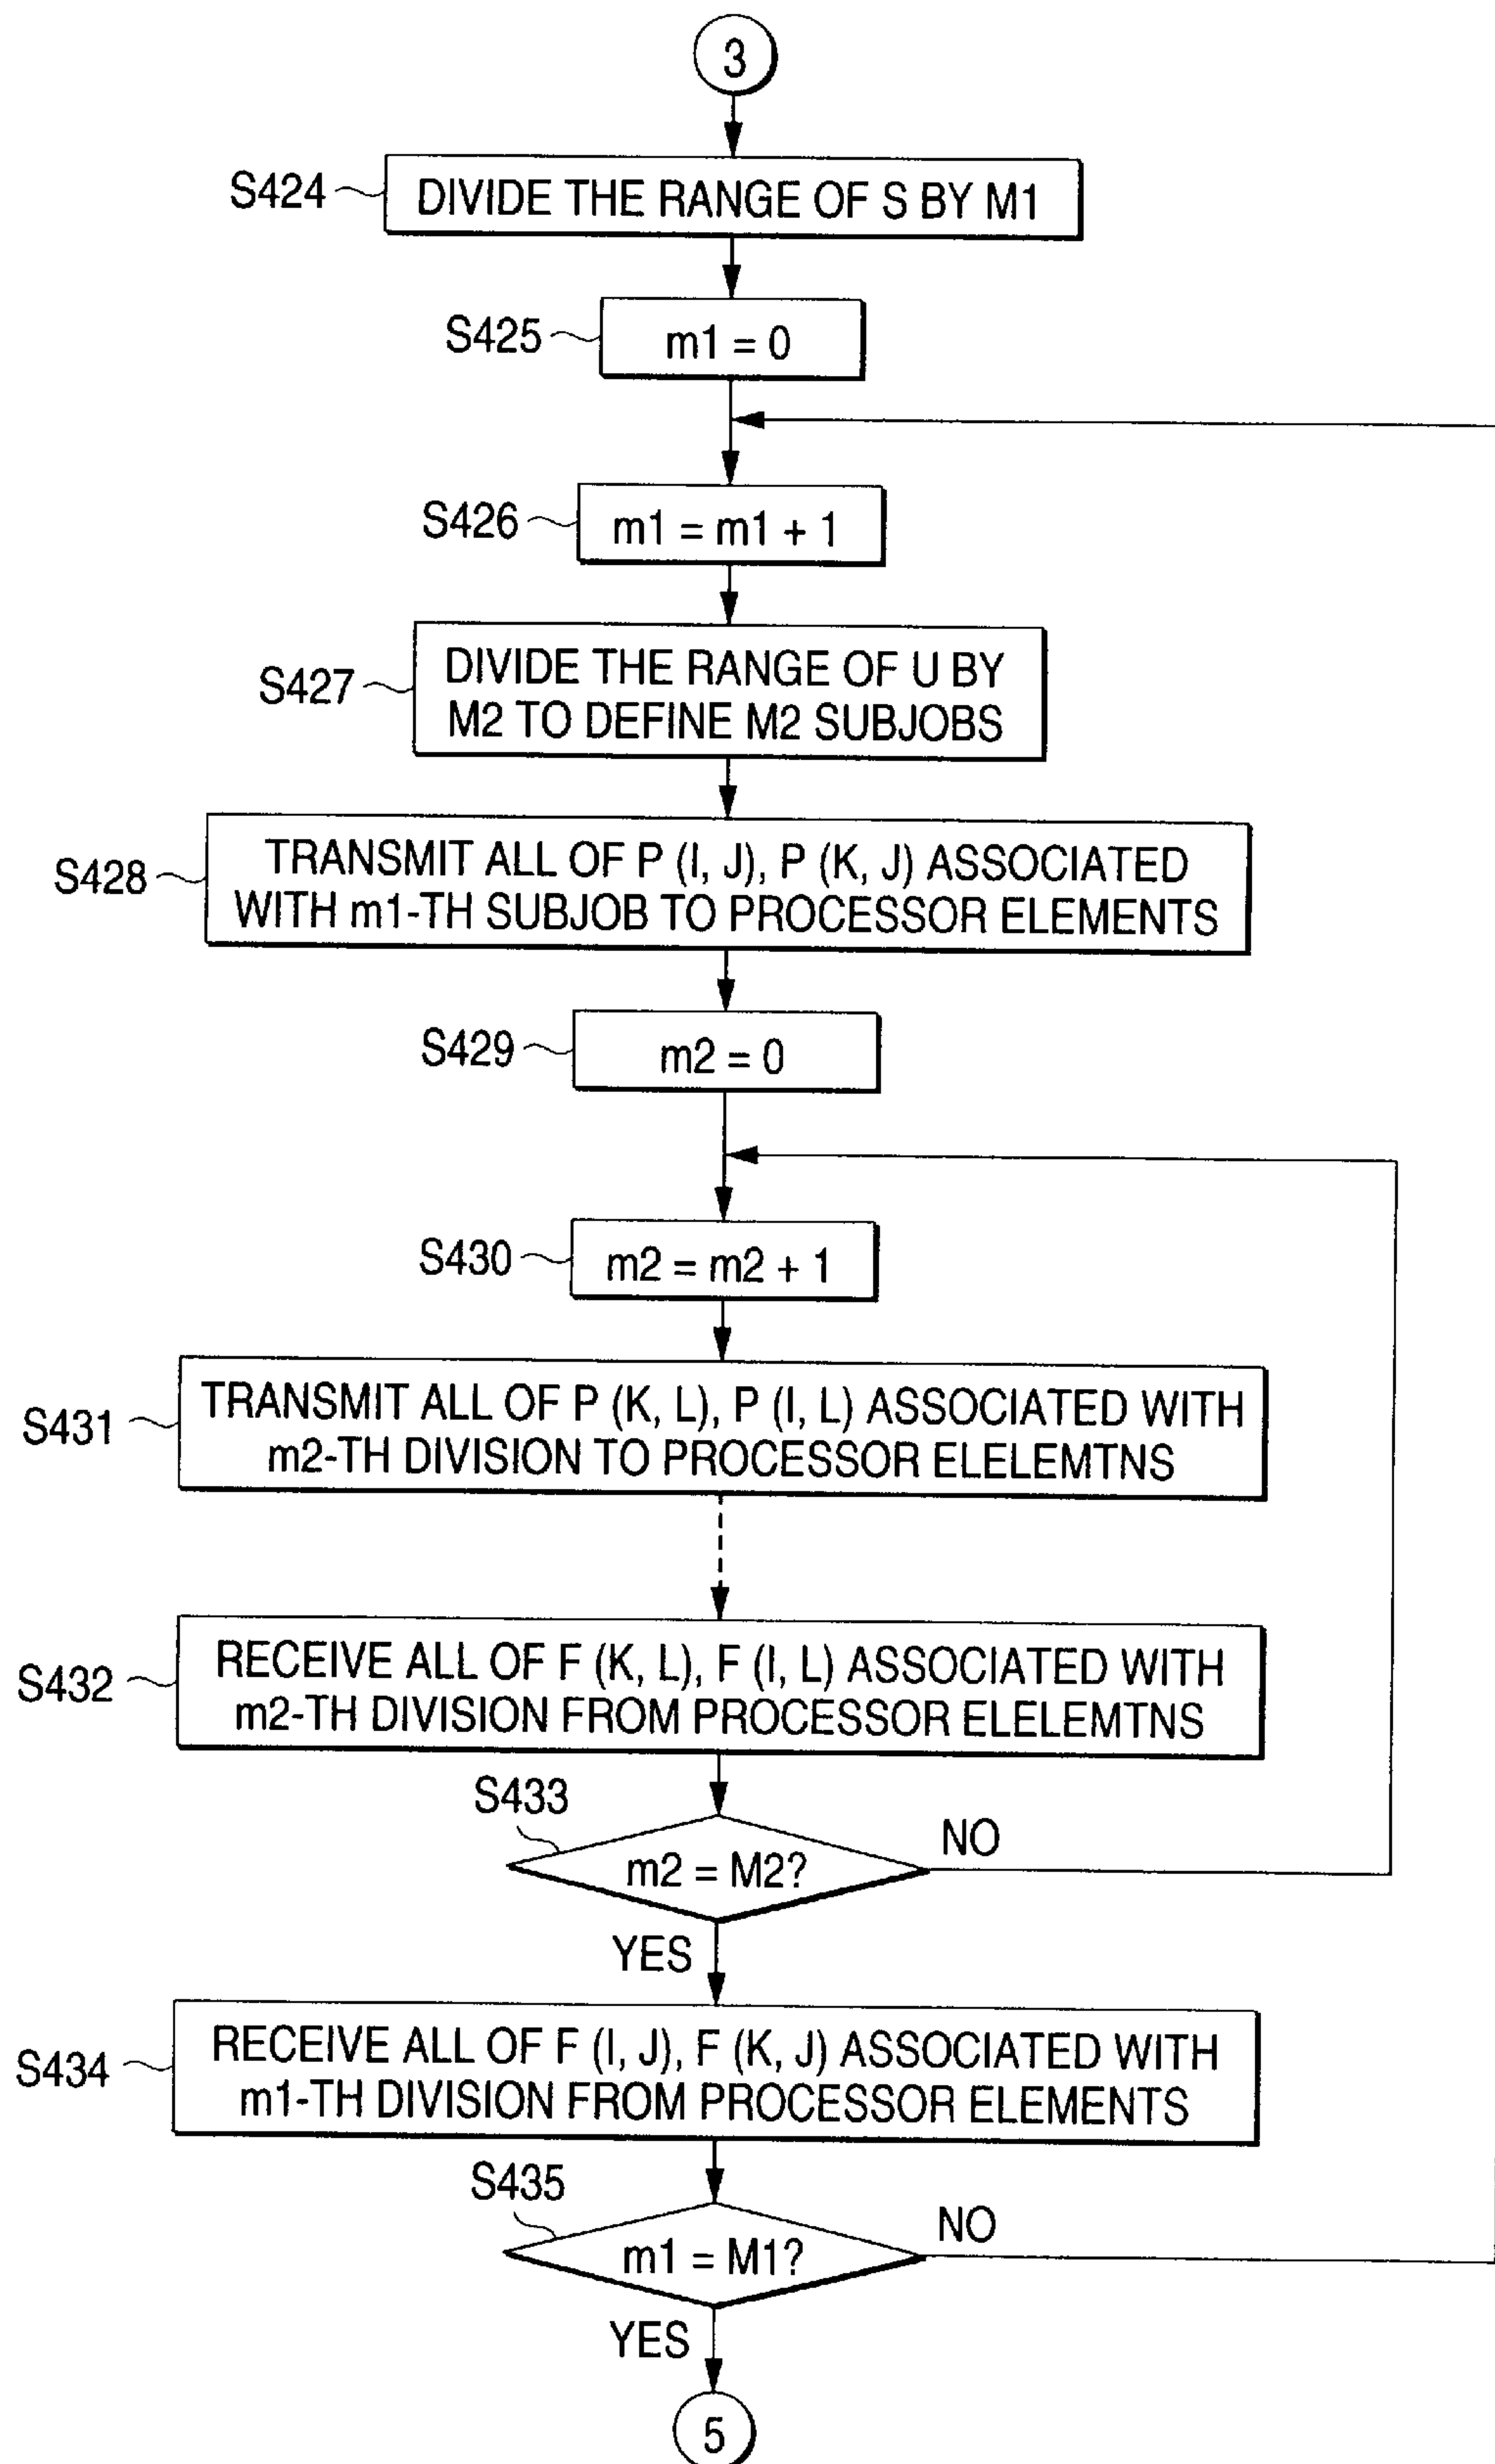 3
S424
DIVIDE THE RANGE OF S BY M1
S425
m1 = 0
S426
m1 = m1 + 1
S427
DIVIDE THE RANGE OF U BY
M2 TO DEFINE M2 SUBJOBS
S428
TRANSMIT ALL OF P (I, J), P (K, J) ASSOCIATED
WITH m1-TH SUBJOB TO PROCESSOR ELEMENTS
S429
m2 = 0
S430
m2 = m2 + 1
S431
TRANSMIT ALL OF P (K, L), P (I, L) ASSOCIATED WITH
m2-TH DIVISION TO PROCESSOR ELELEMTNS
S432
RECEIVE ALL OF F (K, L), F (I, L) ASSOCIATED WITH
m2-TH DIVISION FROM PROCESSOR ELELEMTNS
S433
m2 = M2?
NO
YES
S434
RECEIVE ALL OF F (I, J), F (K, J) ASSOCIATED WITH
m1-TH DIVISION FROM PROCESSOR ELEMENTS
S435
m1 = M1?
NO
YES
5